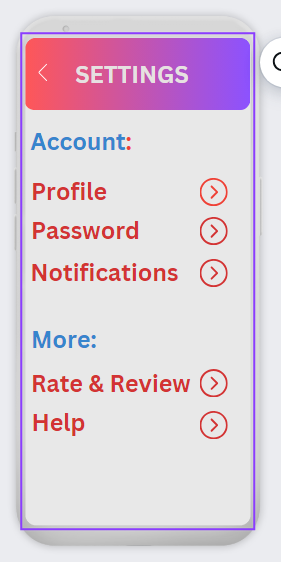 SETTINGS
Account:
Profile
Password
Notifications
More:
Rate & Review
Help